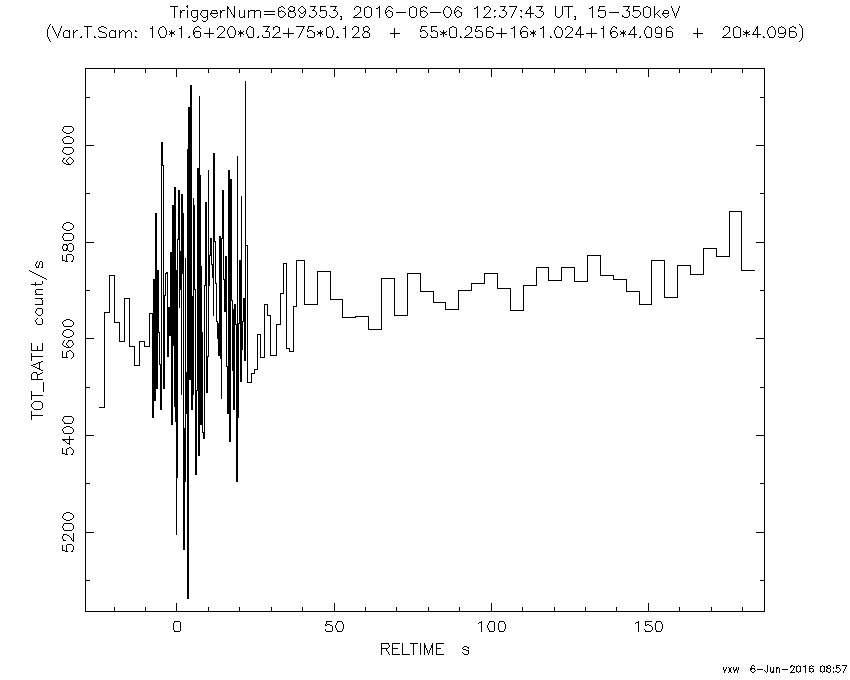 TriggerNum=689353, 2016-06-06 12:37:43 UT, 15-350keV
(Var.T.Sam: 10*1.6+20*0.32+75*0.128 + 55*0.256+16*1.024+16*4.096 + 20*4.096)
TOT_RATE count/s
6000
5800
5600
5400
5200
0 50 100 150
RELTIME s
vxw 6-Jun-2016 08:57